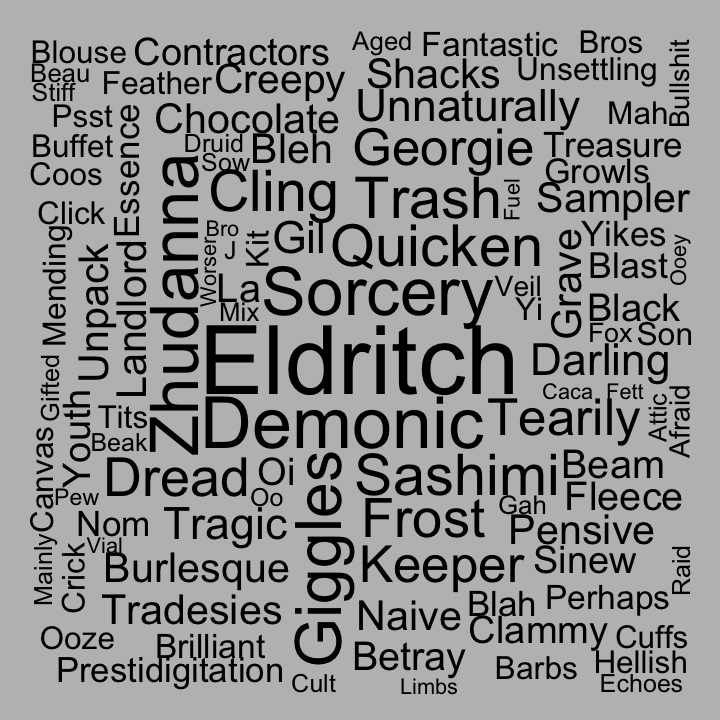 Blouse
Contractors
Aged
Fantastic
Bros
Bullshit
Beau
Feather
Creepy
Shacks
Unsettling
Stiff
Psst
Chocolate
Unnaturally
Mah
Essence
Buffet
Druid
Bleh
Georgie
Treasure
Sow
Coos
Zhudanna
Cling
Trash
Fuel
Growls
Sampler
Click
Mending
Unpack
Landlord
Worser
Bro
J
Kit
Gil
Quicken
Grave
Yikes
Ooey
Blast
La
Sorcery
Veil
Yi
Black
Mix
Fox
Son
Eldritch
Darling
Gifted
Caca
Fett
Attic
Afraid
Youth
Tits
Demonic
Tearily
Canvas
Beak
Dread
Oi
Giggles
Sashimi
Beam
Pew
Oo
Gah
Fleece
Nom
Tragic
Frost
Pensive
Mainly
Crick
Vial
Burlesque
Keeper
Sinew
Raid
Tradesies
Naive
Blah
Perhaps
Ooze
Brilliant
Clammy
Cuffs
Prestidigitation
Betray
Barbs
Hellish
Cult
Limbs
Echoes